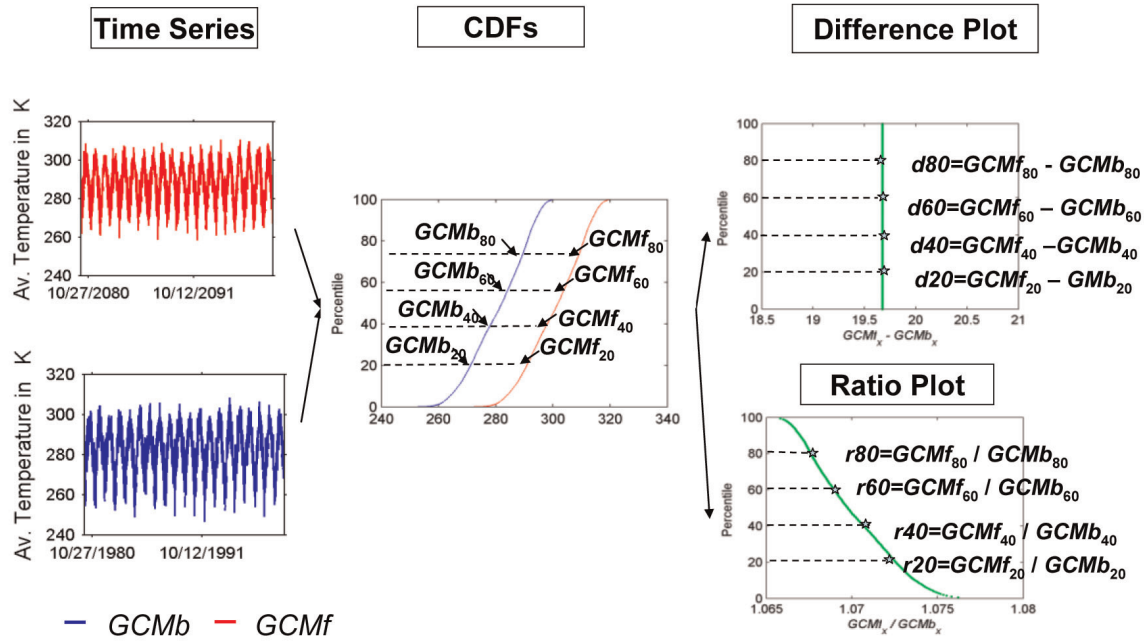 Time Series
CDFs
Difference Plot
Av. Temperature in K
320
300
280
260
240
10/27/2080 10/12/2091
Av. Temperature in K
320
300
280
260
240
10/27/1980 10/12/1991
GCMb GCMf
Percentile
100
80
60
40
20
0
240 260 280 300 320 340
GCMb80 GCMf80
GCMb60 GCMf60
GCMb40 GCMf40
GCMb20 GCMf20
Percentile
100
80
60
40
20
0
18.5 19 19.5 20 20.5 21
GCMfx - GCMbx
d80=GCMf80 - GCMb80
d60=GCMf60 – GCMb60
d40=GCMf40 –GCMb40
d20=GCMf20 – GMb20
Ratio Plot
Percentile
100
80
60
40
20
0
1.065 1.07 1.075 1.08
GCMfx / GCMbx
r80=GCMf80 / GCMb80
r60=GCMf60 / GCMb60
r40=GCMf40 / GCMb40
r20=GCMf20 / GCMb20